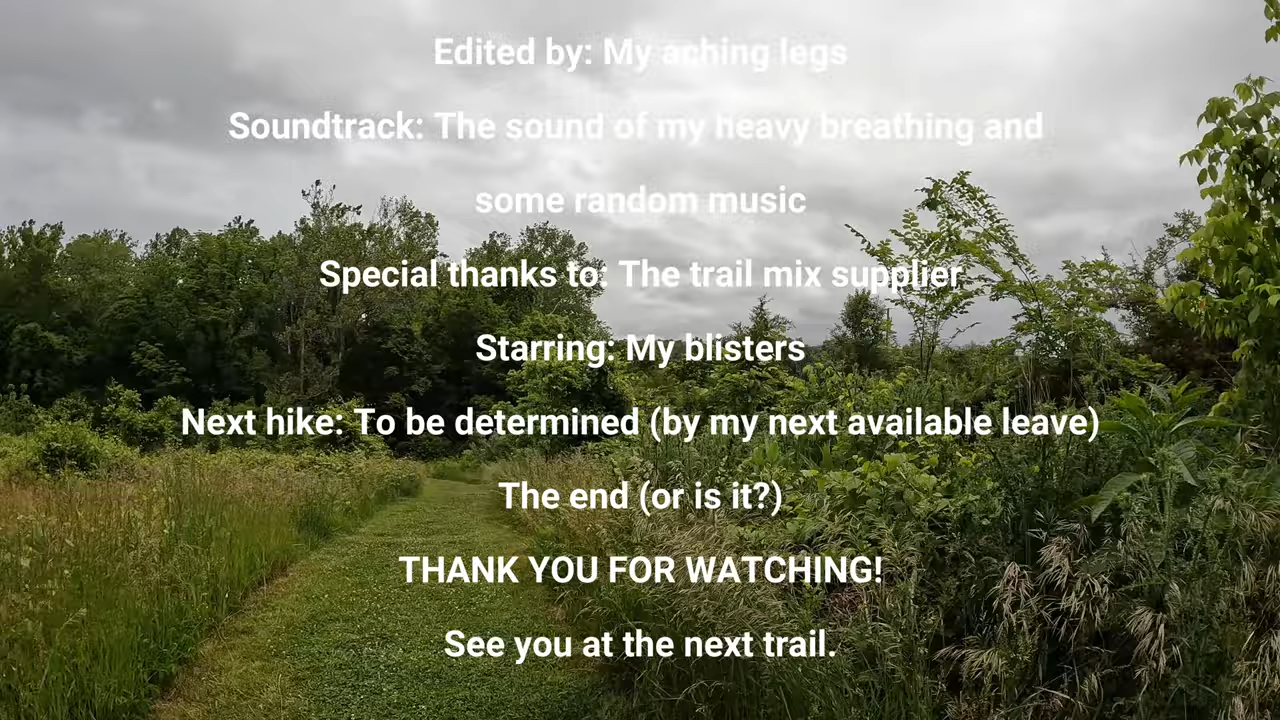 Edited by: My aching legs
Soundtrack: The sound of my heavy breathing and
some random music
Special thanks to: The trail mix supplier
Starring: My blisters
Next hike: To be determined (by my next available leave)
The end (or is it?)
THANK YOU FOR WATCHING!
See you at the next trail.